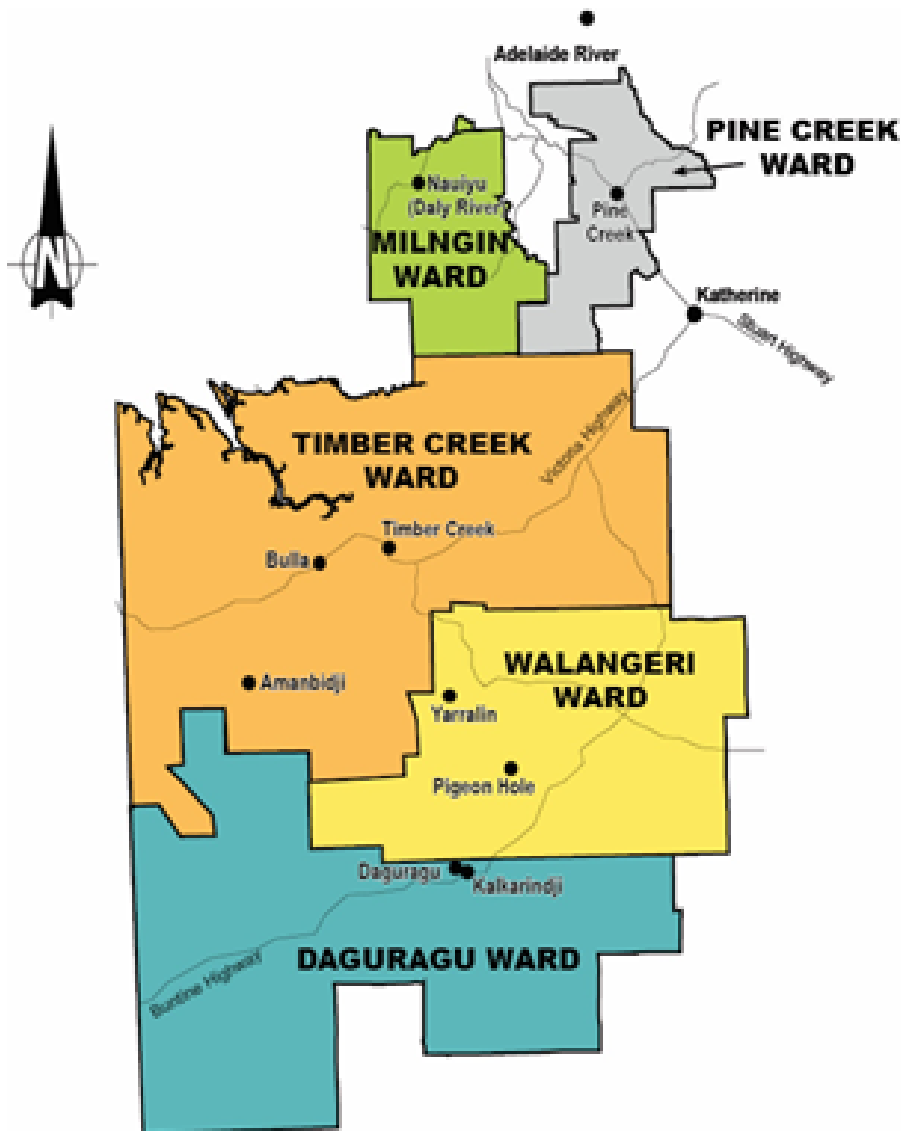 Adelaide River
PINE CREEK
WARD
Nauiyu
(Daly River)
Pine
Creek
MILNGIN
WARD
N
Katherine
Stuart Highway
Victoria Highway
TIMBER CREEK
WARD
Timber Creek
Bulla
WALANGERI
WARD
Amanbidji
Yarralin
Pigeon Hole
Daguragu
Kalkarindji
DAGURAGU WARD
Buntine Highway